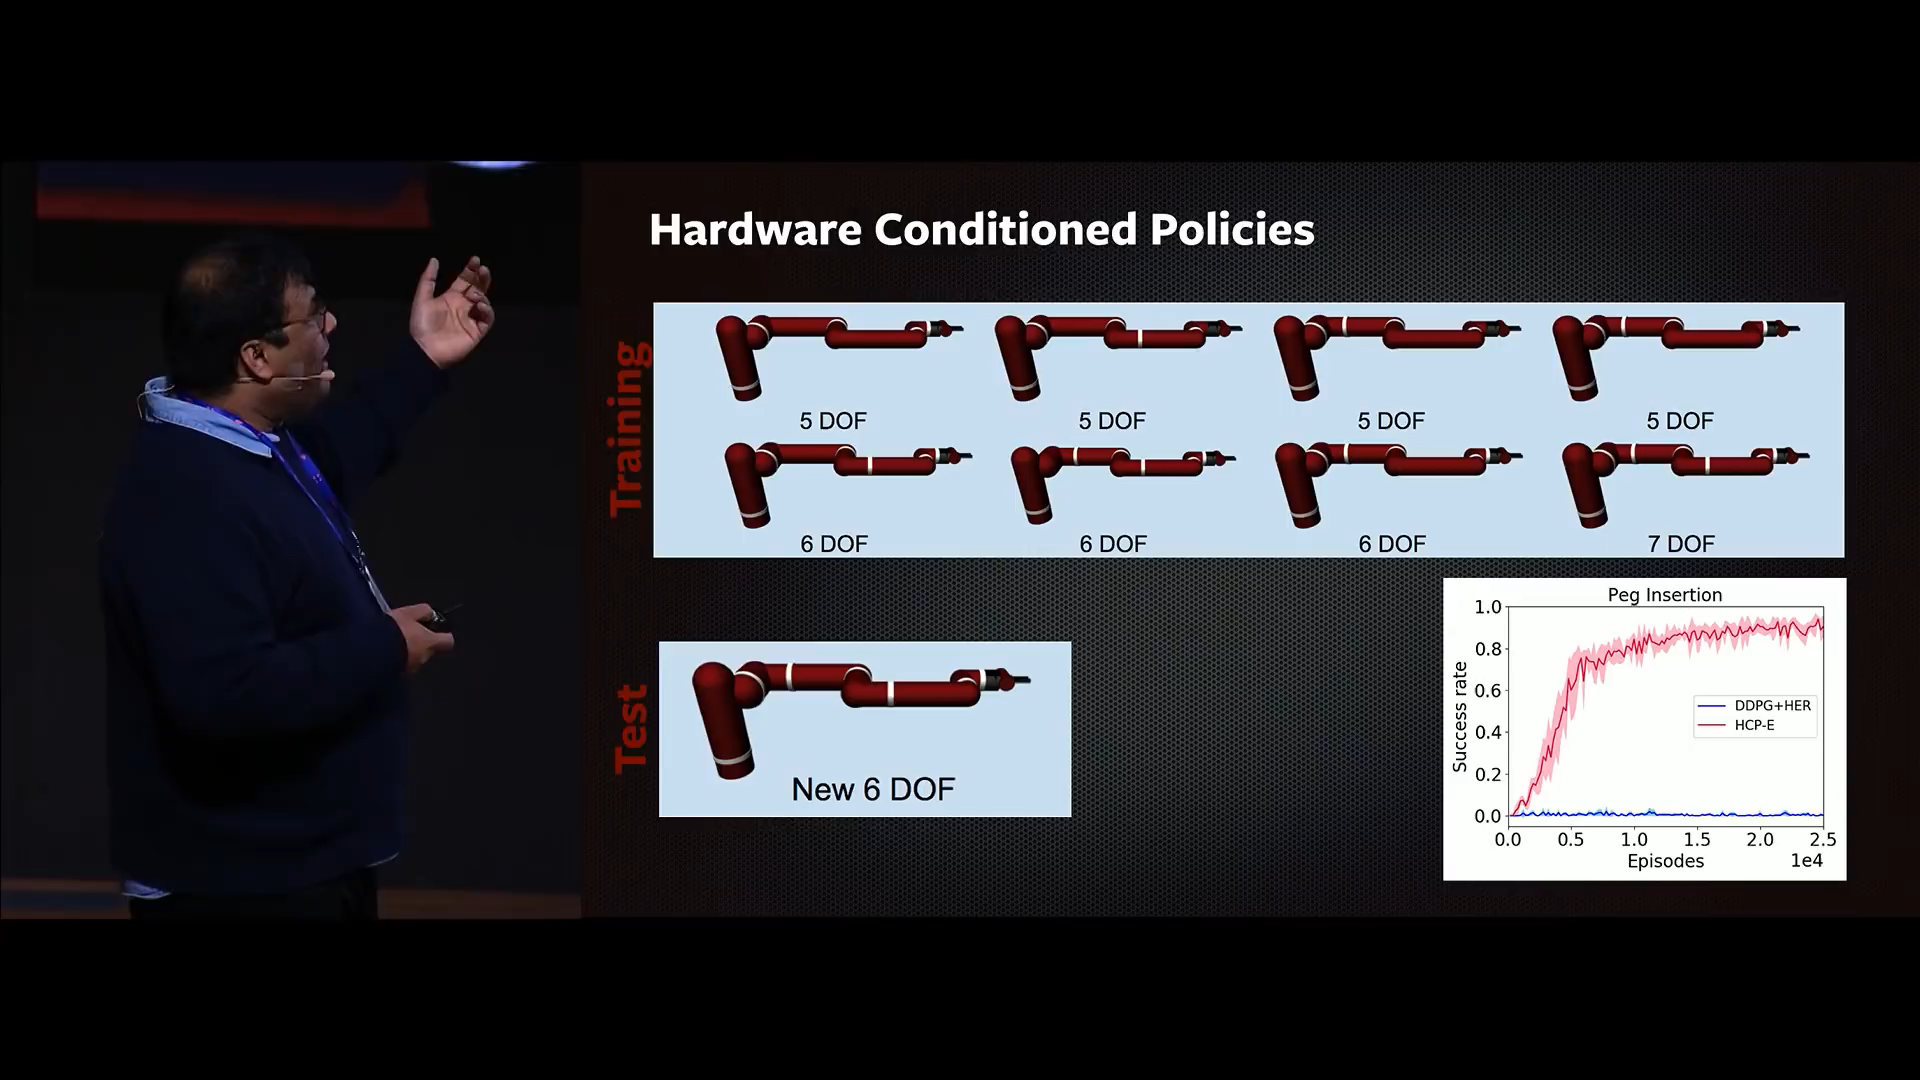 Hardware Conditioned Policies
Training
5 DOF
5 DOF
5 DOF
5 DOF
6 DOF
6 DOF
6 DOF
7 DOF
Test
New 6 DOF
Peg Insertion
Success rate
1.0
0.8
0.6
0.4
0.2
0.0
DDPG+HER
HCP-E
0.0 0.5 1.0 1.5 2.0 2.5
Episodes
1e4